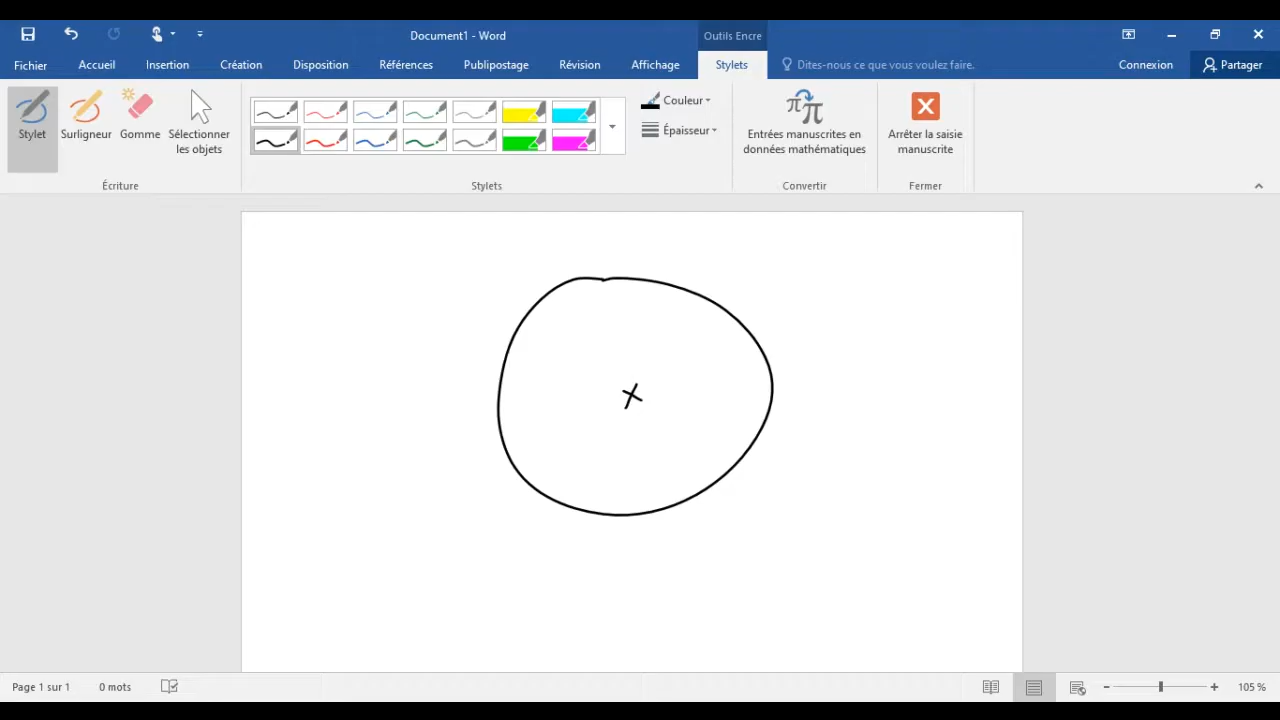 Document1 - Word
Outils Encre
Fichier
Accueil
Insertion
Création
Disposition
Références
Publipostage
Révision
Affichage
Stylets
Dites-nous ce que vous voulez faire.
Connexion
Partager
Stylet
Surligneur
Gomme
Sélectionner
les objets
Couleur
Épaisseur
Entrées manuscrites en
données mathématiques
Arrêter la saisie
manuscrite
Écriture
Stylets
Convertir
Fermer
x
Page 1 sur 1
0 mots
105 %